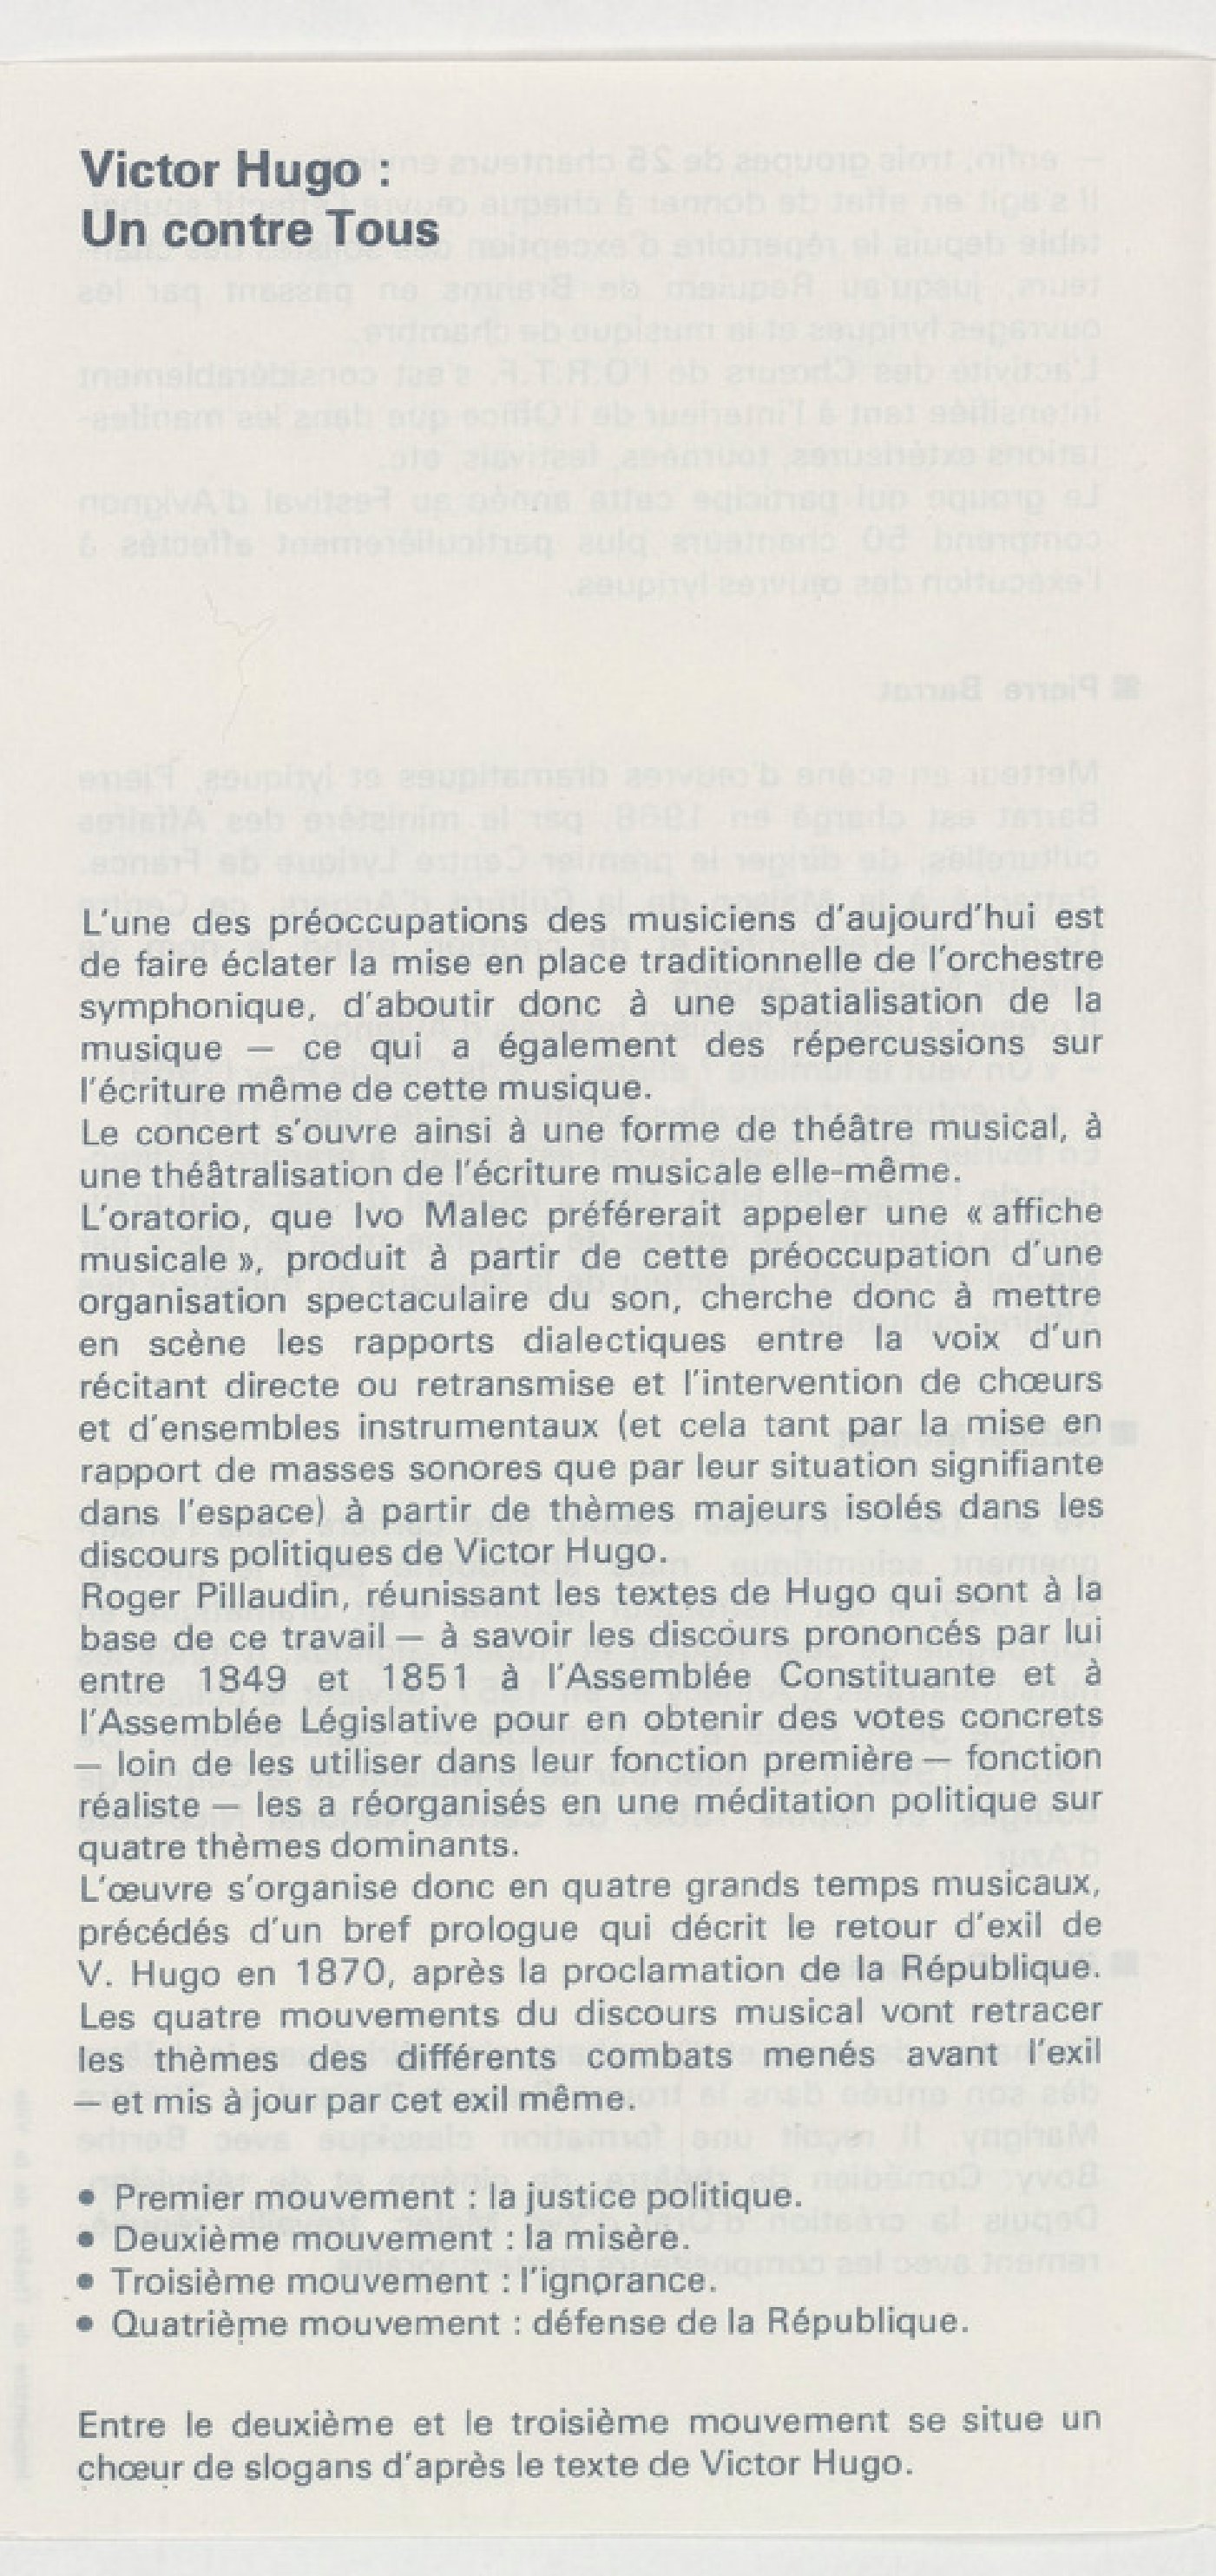 Victor Hugo :
Un contre Tous
L'une des préoccupations des musiciens d'aujourd'hui est
de faire éclater la mise en place traditionnelle de l'orchestre
symphonique, d'aboutir donc à une spatialisation de la
musique — ce qui a également des répercussions sur
l'écriture même de cette musique.
Le concert s'ouvre ainsi à une forme de théâtre musical, à
une théâtralisation de l'écriture musicale elle-même.
L'oratorio, que Ivo Malec préférerait appeler une « affiche
musicale », produit à partir de cette préoccupation d'une
organisation spectaculaire du son, cherche donc à mettre
en scène les rapports dialectiques entre la voix d'un
récitant directe ou retransmise et l'intervention de chœurs
et d'ensembles instrumentaux (et cela tant par la mise en
rapport de masses sonores que par leur situation signifiante
dans l'espace) à partir de thèmes majeurs isolés dans les
discours politiques de Victor Hugo.
Roger Pillaudin, réunissant les textes de Hugo qui sont à la
base de ce travail — à savoir les discours prononcés par lui
entre 1849 et 1851 à l'Assemblée Constituante et à
l'Assemblée Législative pour en obtenir des votes concrets
— loin de les utiliser dans leur fonction première — fonction
réaliste — les a réorganisés en une méditation politique sur
quatre thèmes dominants.
L'œuvre s'organise donc en quatre grands temps musicaux,
précédés d'un bref prologue qui décrit le retour d'exil de
V. Hugo en 1870, après la proclamation de la République.
Les quatre mouvements du discours musical vont retracer
les thèmes des différents combats menés avant l'exil
— et mis à jour par cet exil même.
• Premier mouvement : la justice politique.
• Deuxième mouvement : la misère.
• Troisième mouvement : l'ignorance.
• Quatrième mouvement : défense de la République.
Entre le deuxième et le troisième mouvement se situe un
chœur de slogans d'après le texte de Victor Hugo.